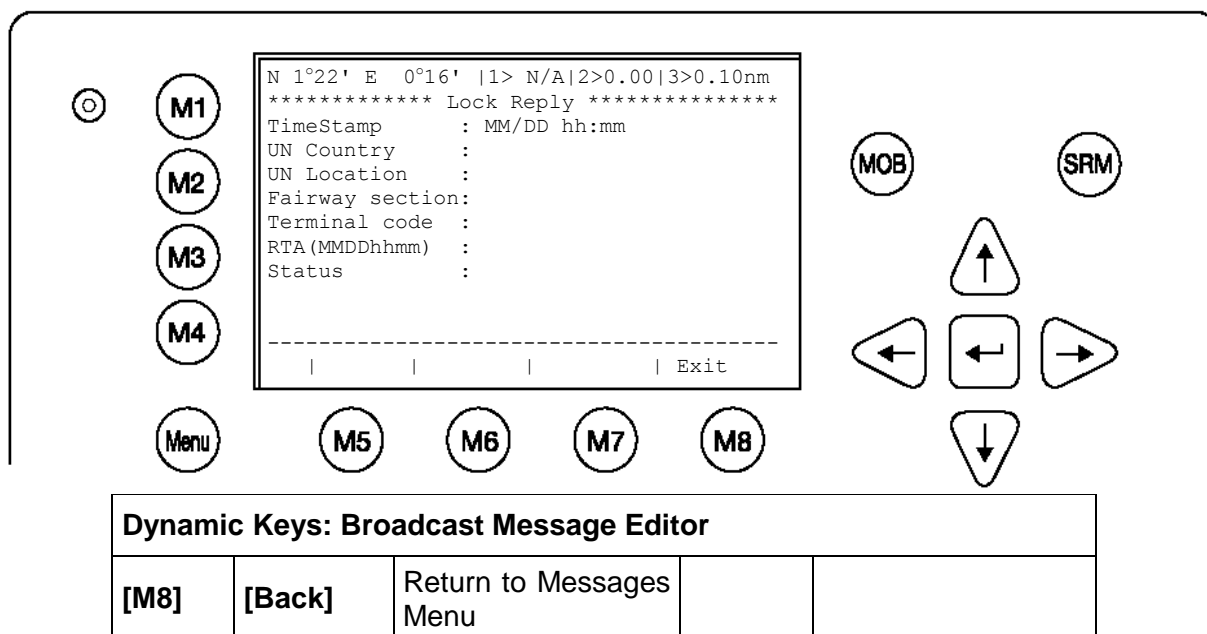 N 1°22' E 0°16' |1> N/A|2>0.00|3>0.10nm
************* Lock Reply ***************
TimeStamp : MM/DD hh:mm
UN Country :
UN Location :
Fairway section:
Terminal code :
RTA(MMDDhhmm) :
Status :
----------------------------------------
| | | | Exit
M1
M2
M3
M4
Menu
M5
M6
M7
M8
MOB
SRM
Dynamic Keys: Broadcast Message Editor
[M8] [Back] Return to Messages
Menu